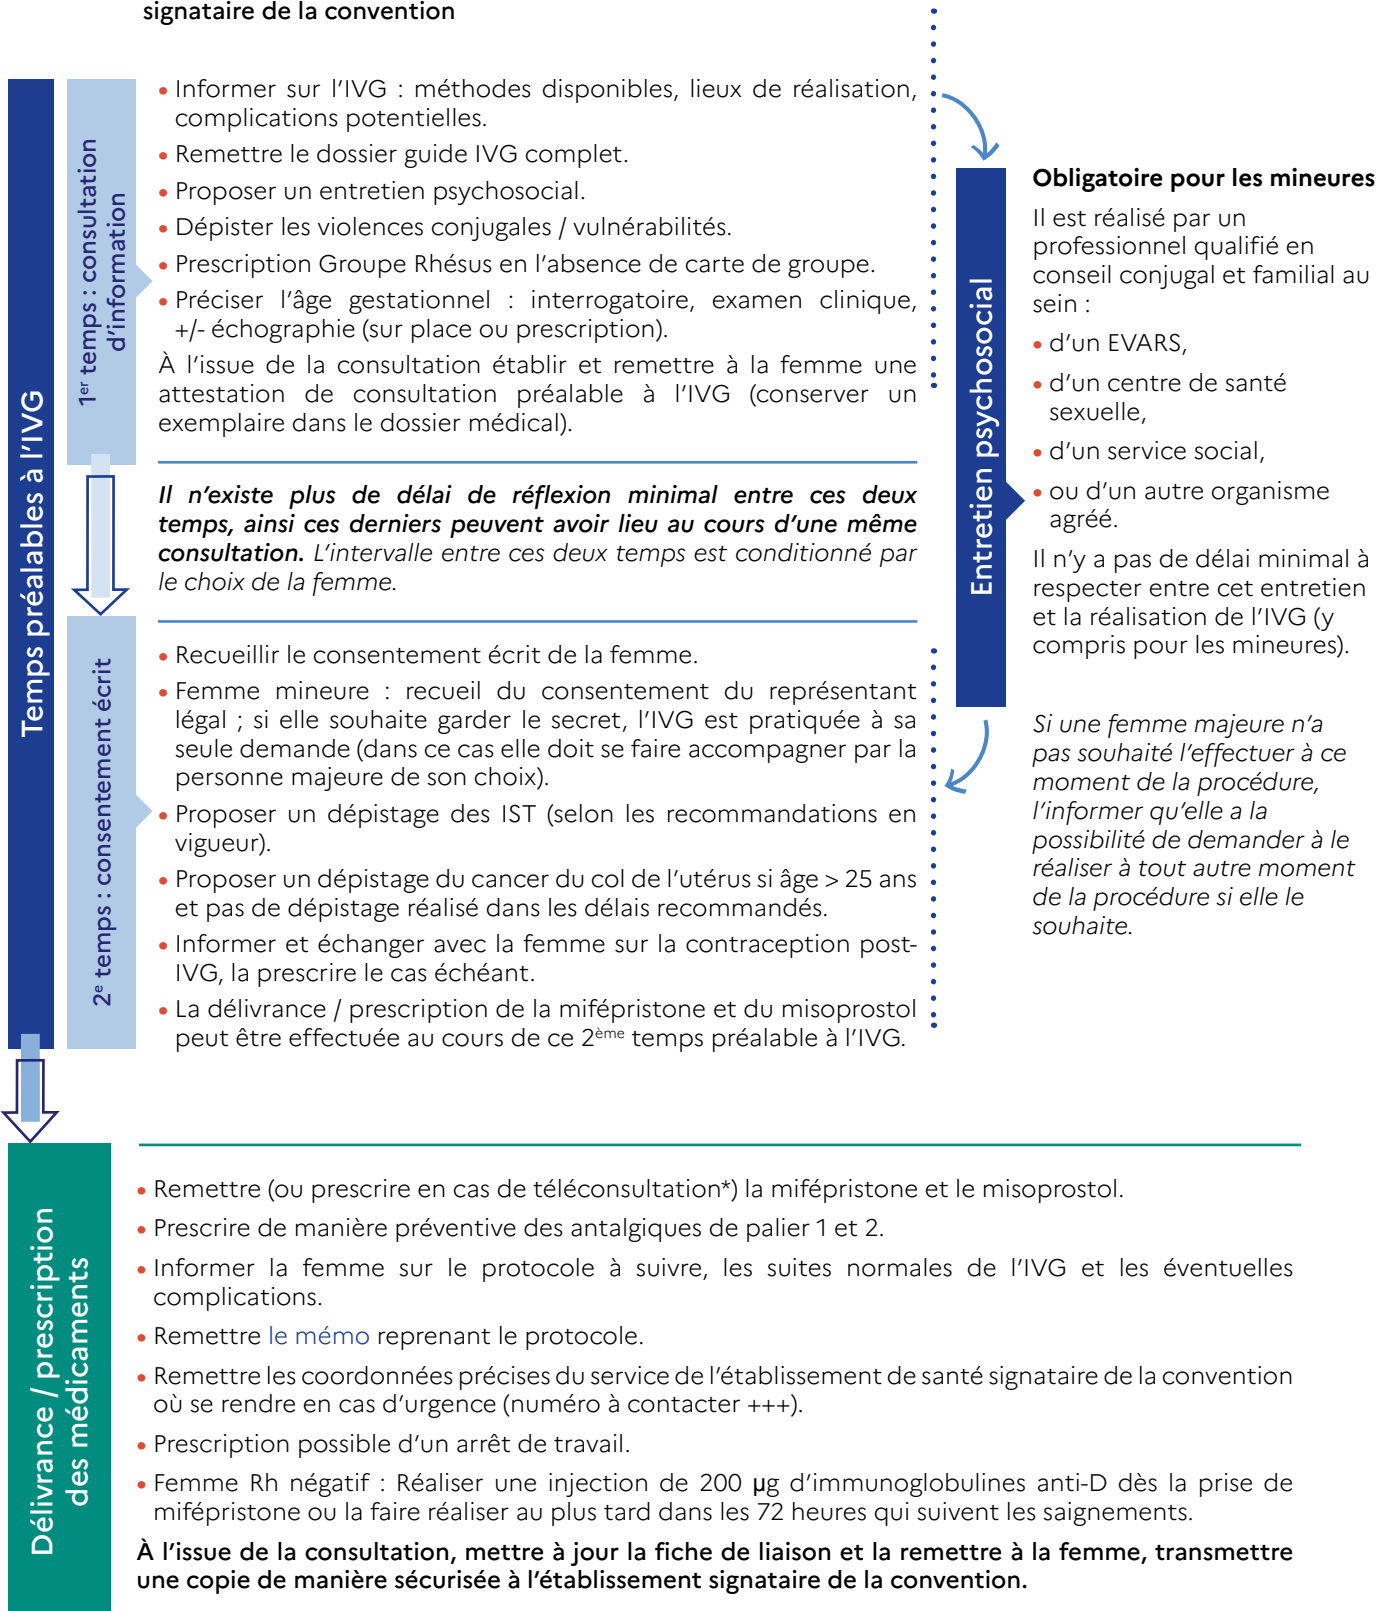 signataire de la convention
Temps préalables à l'IVG
1er temps : consultation
d'information
• Informer sur l'IVG : méthodes disponibles, lieux de réalisation,
complications potentielles.
• Remettre le dossier guide IVG complet.
• Proposer un entretien psychosocial.
• Dépister les violences conjugales / vulnérabilités.
• Prescription Groupe Rhésus en l'absence de carte de groupe.
• Préciser l'âge gestationnel : interrogatoire, examen clinique,
+/- échographie (sur place ou prescription).
À l'issue de la consultation établir et remettre à la femme une
attestation de consultation préalable à l'IVG (conserver un
exemplaire dans le dossier médical).
Il n'existe plus de délai de réflexion minimal entre ces deux
temps, ainsi ces derniers peuvent avoir lieu au cours d'une même
consultation. L'intervalle entre ces deux temps est conditionné par
le choix de la femme.
2e temps : consentement écrit
• Recueillir le consentement écrit de la femme.
• Femme mineure : recueil du consentement du représentant
légal ; si elle souhaite garder le secret, l'IVG est pratiquée à sa
seule demande (dans ce cas elle doit se faire accompagner par la
personne majeure de son choix).
• Proposer un dépistage des IST (selon les recommandations en
vigueur).
• Proposer un dépistage du cancer du col de l'utérus si âge > 25 ans
et pas de dépistage réalisé dans les délais recommandés.
• Informer et échanger avec la femme sur la contraception post-
IVG, la prescrire le cas échéant.
• La délivrance / prescription de la mifépristone et du misoprostol
peut être effectuée au cours de ce 2ème temps préalable à l'IVG.
Entretien psychosocial
Obligatoire pour les mineures
Il est réalisé par un
professionnel qualifié en
conseil conjugal et familial au
sein :
• d'un EVARS,
• d'un centre de santé
sexuelle,
• d'un service social,
• ou d'un autre organisme
agréé.
Il n'y a pas de délai minimal à
respecter entre cet entretien
et la réalisation de l'IVG (y
compris pour les mineures).
Si une femme majeure n'a
pas souhaité l'effectuer à ce
moment de la procédure,
l'informer qu'elle a la
possibilité de demander à le
réaliser à tout autre moment
de la procédure si elle le
souhaite.
Délivrance / prescription
des médicaments
• Remettre (ou prescrire en cas de téléconsultation*) la mifépristone et le misoprostol.
• Prescrire de manière préventive des antalgiques de palier 1 et 2.
• Informer la femme sur le protocole à suivre, les suites normales de l'IVG et les éventuelles
complications.
• Remettre le mémo reprenant le protocole.
• Remettre les coordonnées précises du service de l'établissement de santé signataire de la convention
où se rendre en cas d'urgence (numéro à contacter +++).
• Prescription possible d'un arrêt de travail.
• Femme Rh négatif : Réaliser une injection de 200 µg d'immunoglobulines anti-D dès la prise de
mifépristone ou la faire réaliser au plus tard dans les 72 heures qui suivent les saignements.
À l'issue de la consultation, mettre à jour la fiche de liaison et la remettre à la femme, transmettre
une copie de manière sécurisée à l'établissement signataire de la convention.